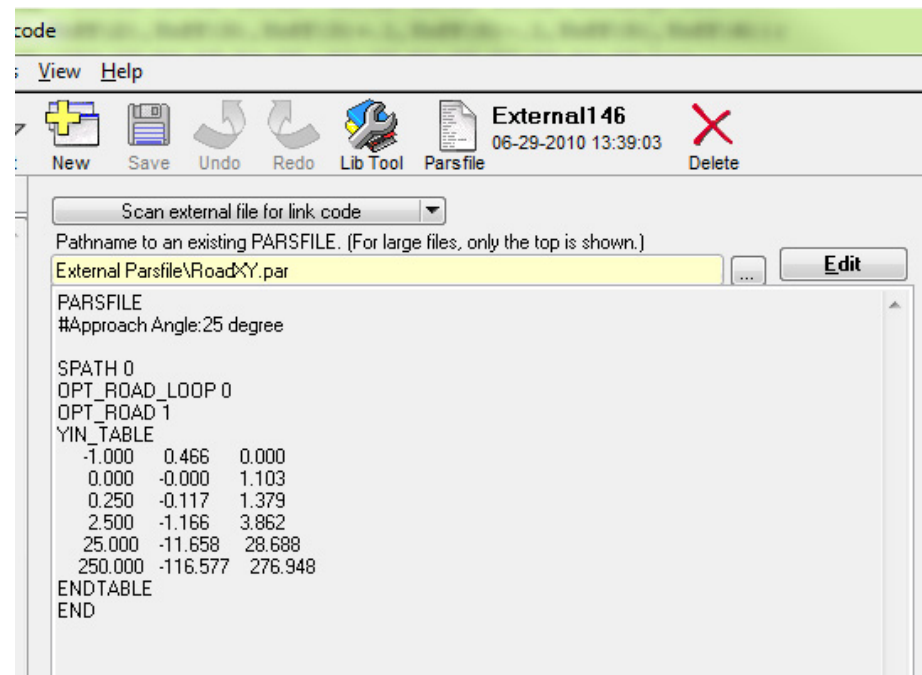 code
View Help
New Save Undo Redo Lib Tool Parsfile External146 06-29-2010 13:39:03 Delete
Scan external file for link code
Pathname to an existing PARSFILE. (For large files, only the top is shown.)
External Parsfile\RoadXY.par ... Edit
PARSFILE
#Approach Angle:25 degree
SPATH 0
OPT_ROAD_LOOP 0
OPT_ROAD 1
YIN_TABLE
-1.000 0.466 0.000
0.000 -0.000 1.103
0.250 -0.117 1.379
2.500 -1.166 3.862
25.000 -11.658 28.688
250.000 -116.577 276.948
ENDTABLE
END